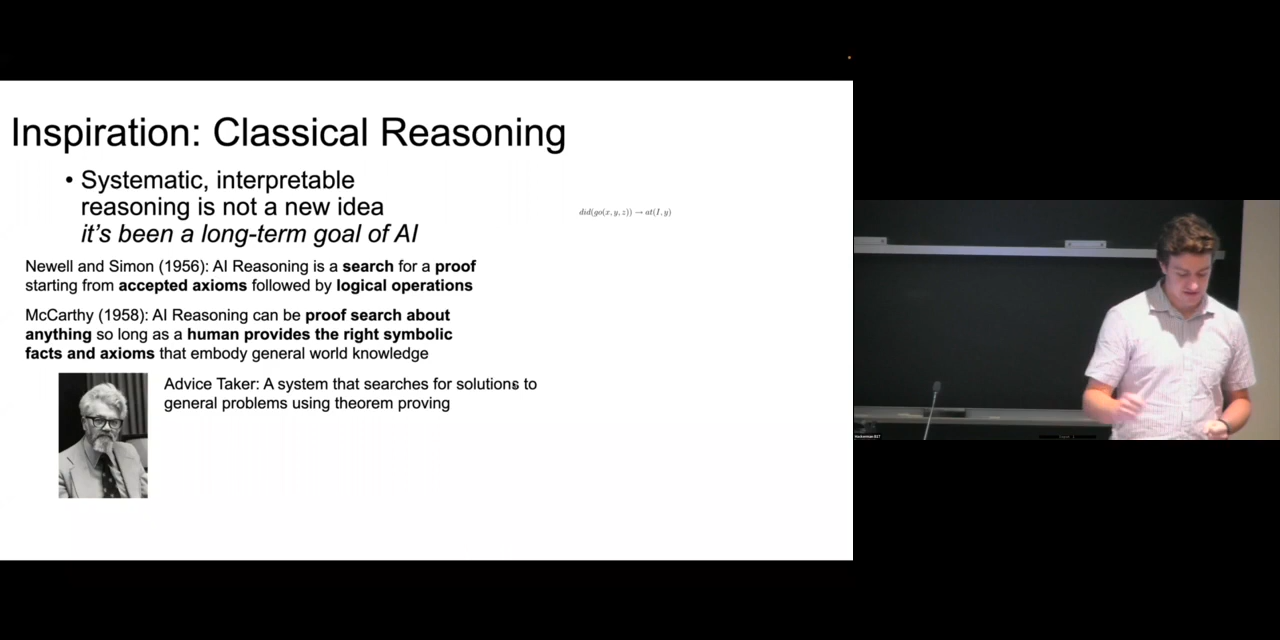 Inspiration: Classical Reasoning
• Systematic, interpretable
reasoning is not a new idea
it's been a long-term goal of AI
did(go(x, y, z)) → at(I, y)
Newell and Simon (1956): AI Reasoning is a search for a proof
starting from accepted axioms followed by logical operations
McCarthy (1958): AI Reasoning can be proof search about
anything so long as a human provides the right symbolic
facts and axioms that embody general world knowledge
Advice Taker: A system that searches for solutions to
general problems using theorem proving